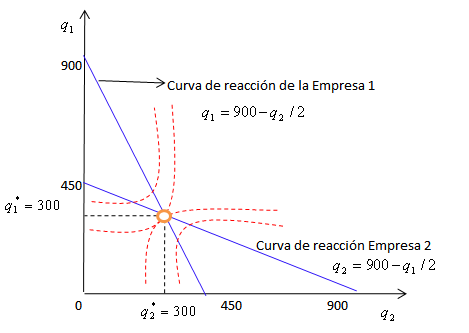 q₁
900
Curva de reacción de la Empresa 1
q₁ = 900 − q₂ / 2
450
q₁* = 300
Curva de reacción Empresa 2
q₂ = 900 − q₁ / 2
0
q₂* = 300
450
900
q₂